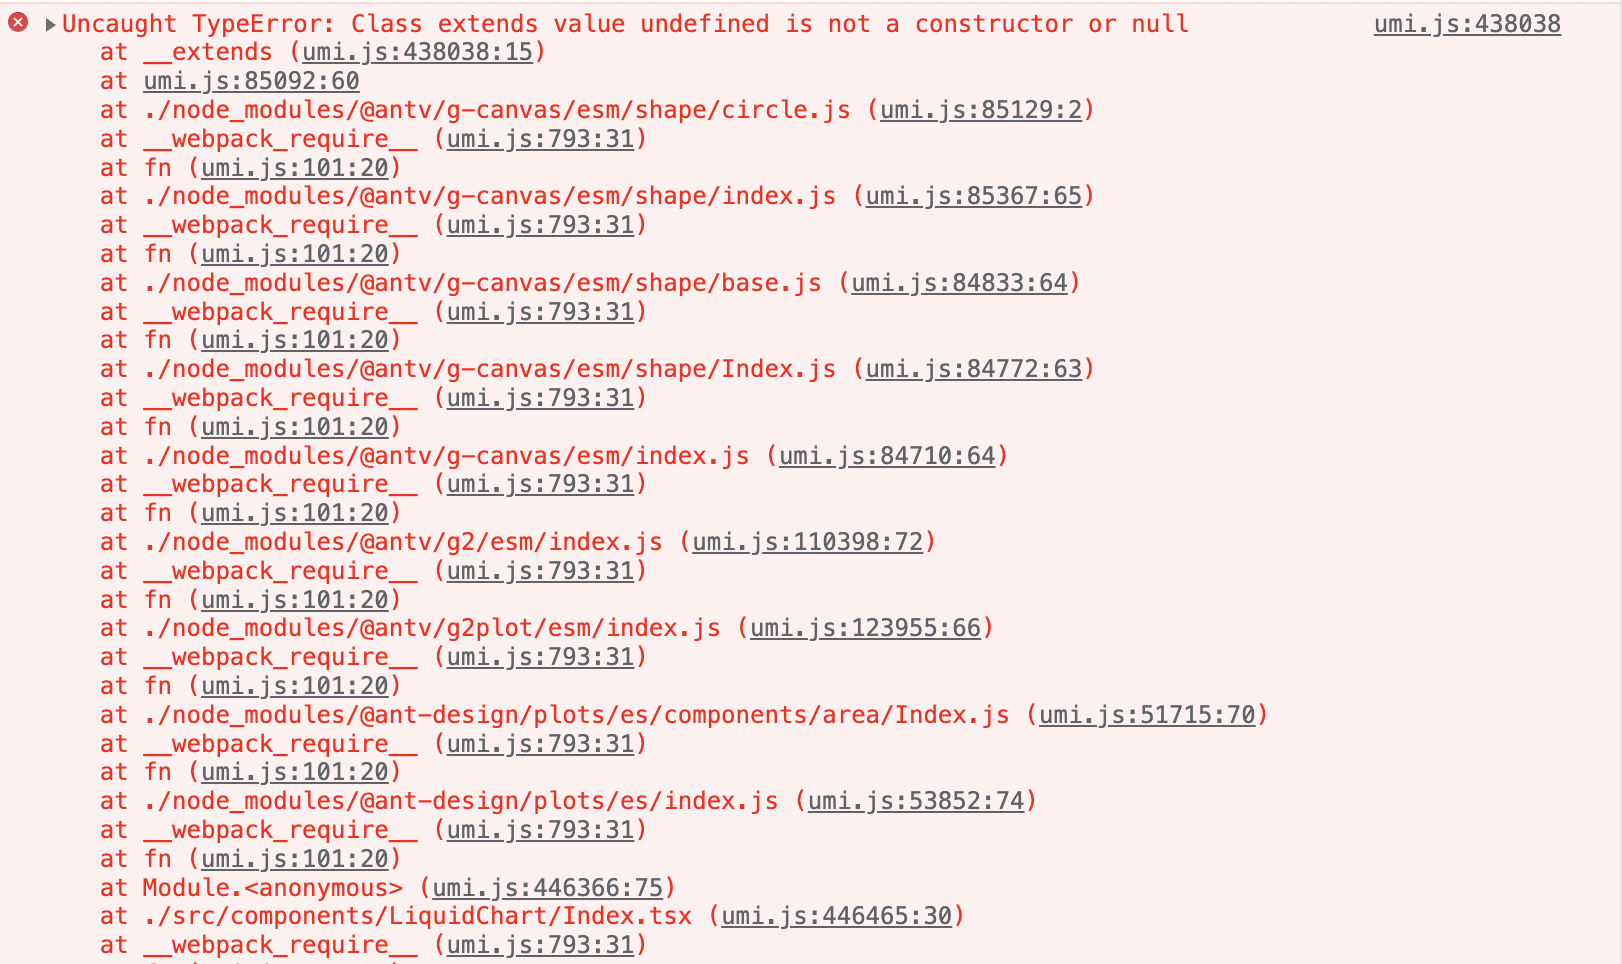 Uncaught TypeError: Class extends value undefined is not a constructor or null umi.js:438038
at __extends (umi.js:438038:15)
at umi.js:85092:60
at ./node_modules/@antv/g-canvas/esm/shape/circle.js (umi.js:85129:2)
at __webpack_require__ (umi.js:793:31)
at fn (umi.js:101:20)
at ./node_modules/@antv/g-canvas/esm/shape/index.js (umi.js:85367:65)
at __webpack_require__ (umi.js:793:31)
at fn (umi.js:101:20)
at ./node_modules/@antv/g-canvas/esm/shape/base.js (umi.js:84833:64)
at __webpack_require__ (umi.js:793:31)
at fn (umi.js:101:20)
at ./node_modules/@antv/g-canvas/esm/shape/Index.js (umi.js:84772:63)
at __webpack_require__ (umi.js:793:31)
at fn (umi.js:101:20)
at ./node_modules/@antv/g-canvas/esm/index.js (umi.js:84710:64)
at __webpack_require__ (umi.js:793:31)
at fn (umi.js:101:20)
at ./node_modules/@antv/g2/esm/index.js (umi.js:110398:72)
at __webpack_require__ (umi.js:793:31)
at fn (umi.js:101:20)
at ./node_modules/@antv/g2plot/esm/index.js (umi.js:123955:66)
at __webpack_require__ (umi.js:793:31)
at fn (umi.js:101:20)
at ./node_modules/@ant-design/plots/es/components/area/Index.js (umi.js:51715:70)
at __webpack_require__ (umi.js:793:31)
at fn (umi.js:101:20)
at ./node_modules/@ant-design/plots/es/index.js (umi.js:53852:74)
at __webpack_require__ (umi.js:793:31)
at fn (umi.js:101:20)
at Module.<anonymous> (umi.js:446366:75)
at ./src/components/LiquidChart/Index.tsx (umi.js:446465:30)
at __webpack_require__ (umi.js:793:31)